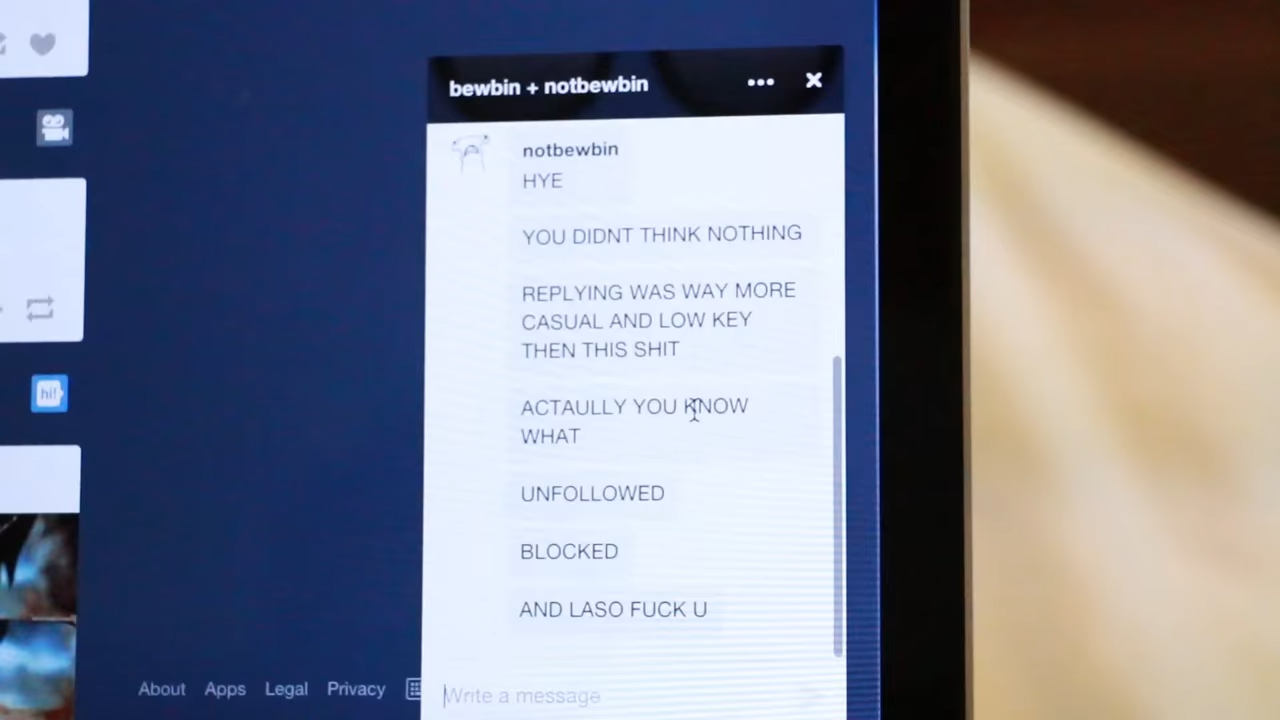 bewbin + notbewbin
notbewbin
HYE
YOU DIDNT THINK NOTHING
REPLYING WAS WAY MORE
CASUAL AND LOW KEY
THEN THIS SHIT
ACTAULLY YOU KNOW
WHAT
UNFOLLOWED
BLOCKED
AND LASO FUCK U
Write a message
hi!
About Apps Legal Privacy